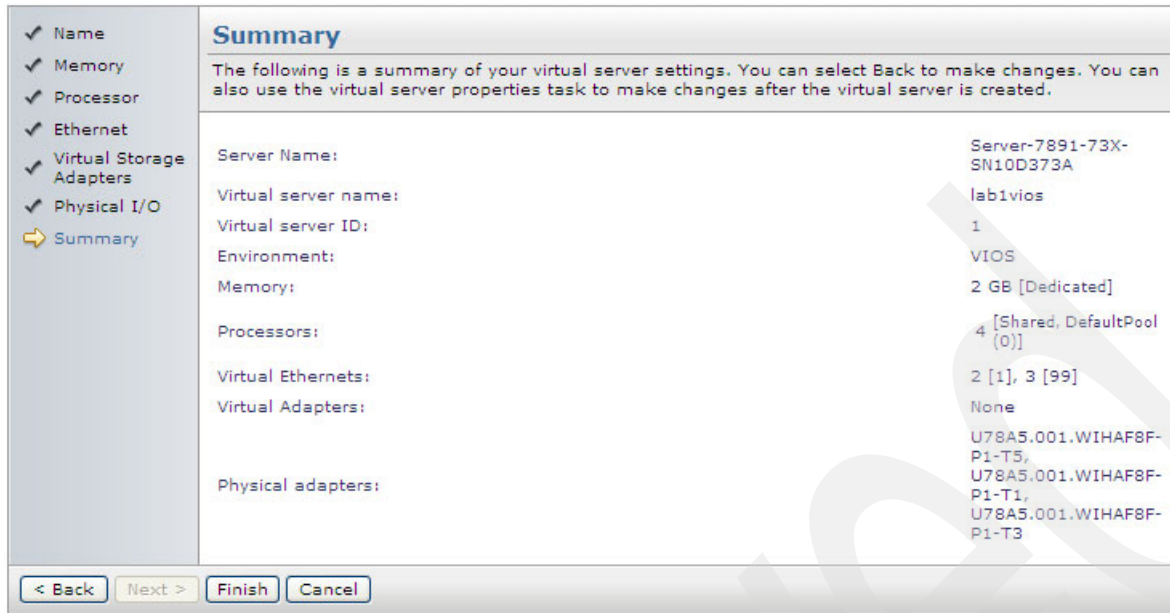 Name
Memory
Processor
Ethernet
Virtual Storage
Adapters
Physical I/O
Summary
Summary
The following is a summary of your virtual server settings. You can select Back to make changes. You can
also use the virtual server properties task to make changes after the virtual server is created.
Server Name:
Server-7891-73X-
SN10D373A
Virtual server name:
lab1vios
Virtual server ID:
1
Environment:
VIOS
Memory:
2 GB [Dedicated]
Processors:
4 [Shared, DefaultPool
(0)]
Virtual Ethernets:
2 [1], 3 [99]
Virtual Adapters:
None
Physical adapters:
U78A5.001.WIHAF8F-
P1-T5,
U78A5.001.WIHAF8F-
P1-T1,
U78A5.001.WIHAF8F-
P1-T3
< Back
Next >
Finish
Cancel